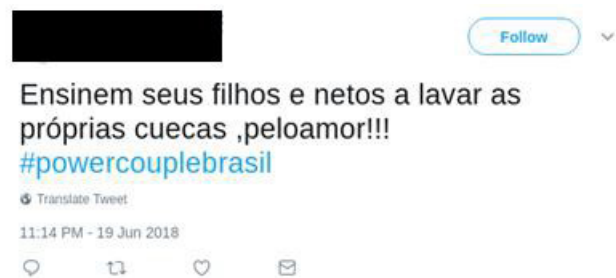 Follow
Ensinem seus filhos e netos a lavar as
próprias cuecas ,peloamor!!!
#powercouplebrasil
Translate Tweet
11:14 PM - 19 Jun 2018